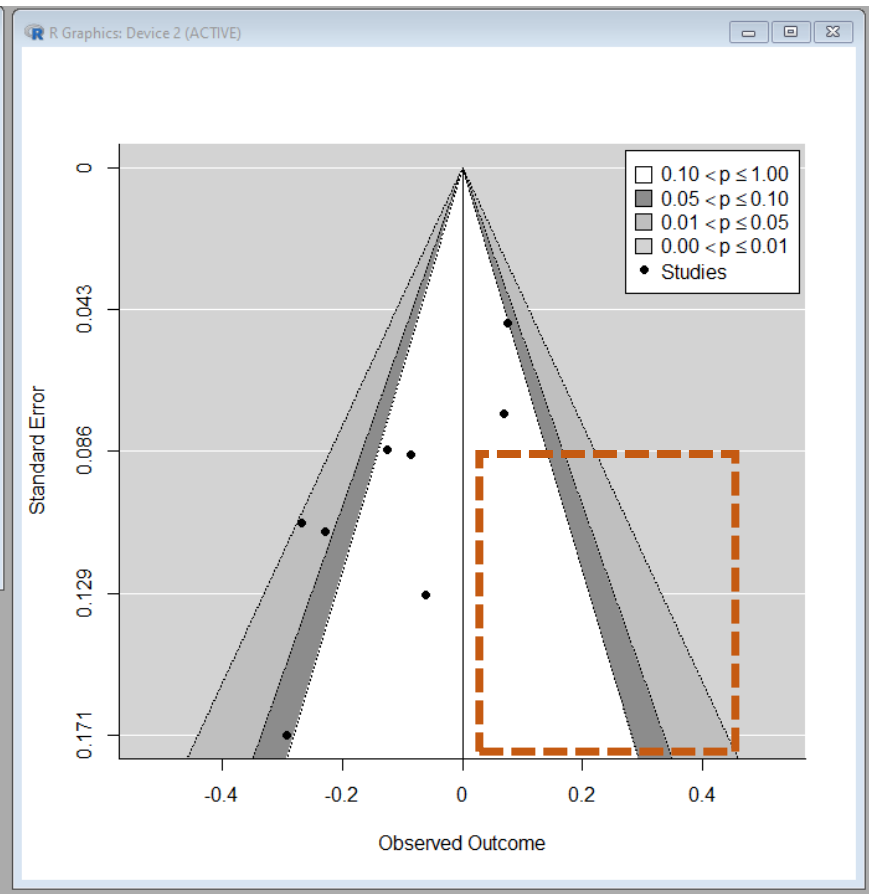 R Graphics: Device 2 (ACTIVE)
0.10 < p ≤ 1.00
0.05 < p ≤ 0.10
0.01 < p ≤ 0.05
0.00 < p ≤ 0.01
Studies
Standard Error
0
0.043
0.086
0.129
0.171
-0.4
-0.2
0
0.2
0.4
Observed Outcome